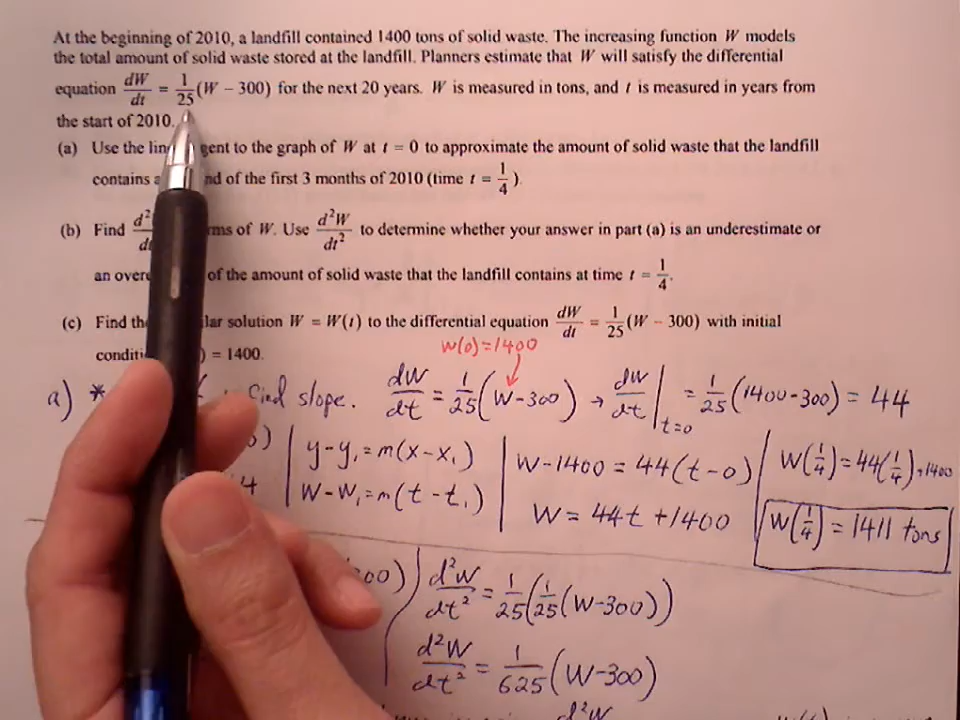 At the beginning of 2010, a landfill contained 1400 tons of solid waste. The increasing function W models
the total amount of solid waste stored at the landfill. Planners estimate that W will satisfy the differential
equation dW/dt = 1/25 (W − 300) for the next 20 years. W is measured in tons, and t is measured in years from
the start of 2010.
(a) Use the lin gent to the graph of W at t = 0 to approximate the amount of solid waste that the landfill
contains a nd of the first 3 months of 2010 (time t = 1/4).
(b) Find d² ms of W. Use d²W/dt² to determine whether your answer in part (a) is an underestimate or
an over of the amount of solid waste that the landfill contains at time t = 1/4.
(c) Find th lar solution W = W(t) to the differential equation dW/dt = 1/25 (W − 300) with initial
conditi ) = 1400.
W(0)=1400
a) * find slope. dW/dt = 1/25 (W-300) → dW/dt |t=0 = 1/25 (1400-300) = 44
y-y₁=m(x-x₁)
W-W₁=m(t-t₁)
W-1400=44(t-0)
W=44t+1400
W(1/4)=44(1/4)+1400
W(1/4)=1411 tons
300) d²W/dt² = 1/25 (1/25 (W-300))
d²W/dt² = 1/625 (W-300)
d²W